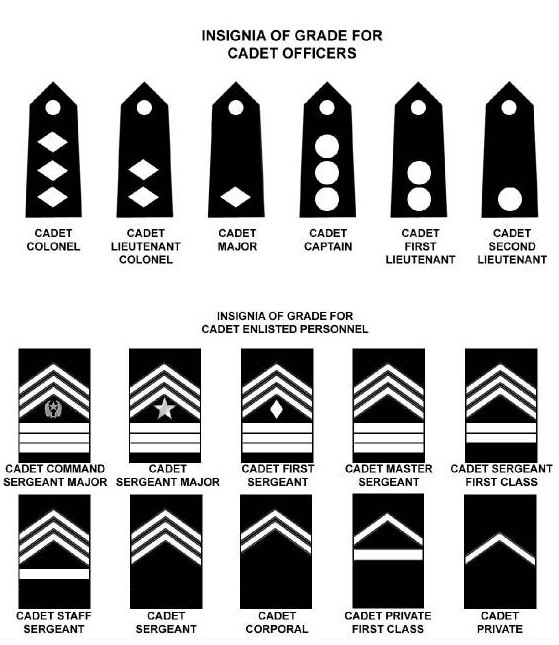 INSIGNIA OF GRADE FOR
CADET OFFICERS
CADET
COLONEL
CADET
LIEUTENANT
COLONEL
CADET
MAJOR
CADET
CAPTAIN
CADET
FIRST
LIEUTENANT
CADET
SECOND
LIEUTENANT
INSIGNIA OF GRADE FOR
CADET ENLISTED PERSONNEL
CADET COMMAND
SERGEANT MAJOR
CADET
SERGEANT MAJOR
CADET FIRST
SERGEANT
CADET MASTER
SERGEANT
CADET SERGEANT
FIRST CLASS
CADET STAFF
SERGEANT
CADET
SERGEANT
CADET
CORPORAL
CADET PRIVATE
FIRST CLASS
CADET
PRIVATE